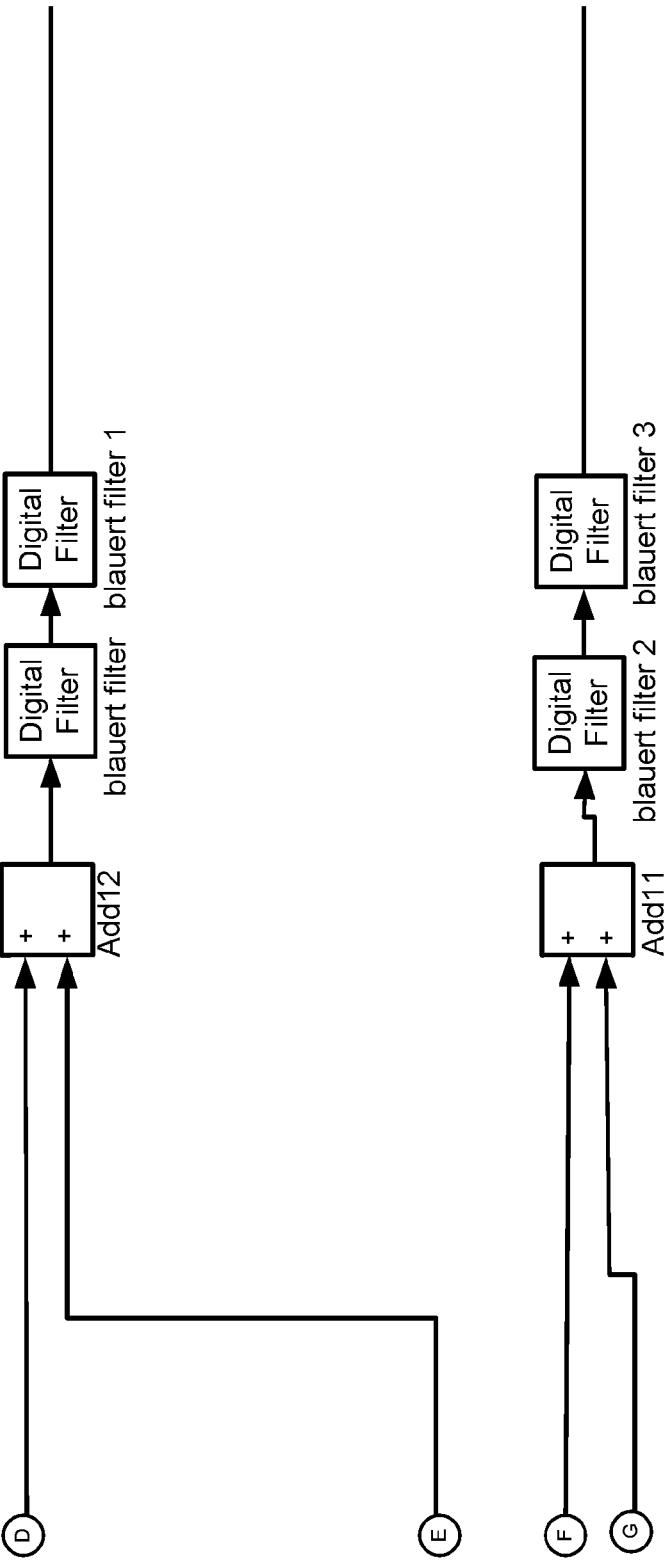 D
E
+
+
Add12
Digital
Filter
blauert filter
Digital
Filter
blauert filter 1
F
G
+
+
Add11
Digital
Filter
blauert filter 2
Digital
Filter
blauert filter 3